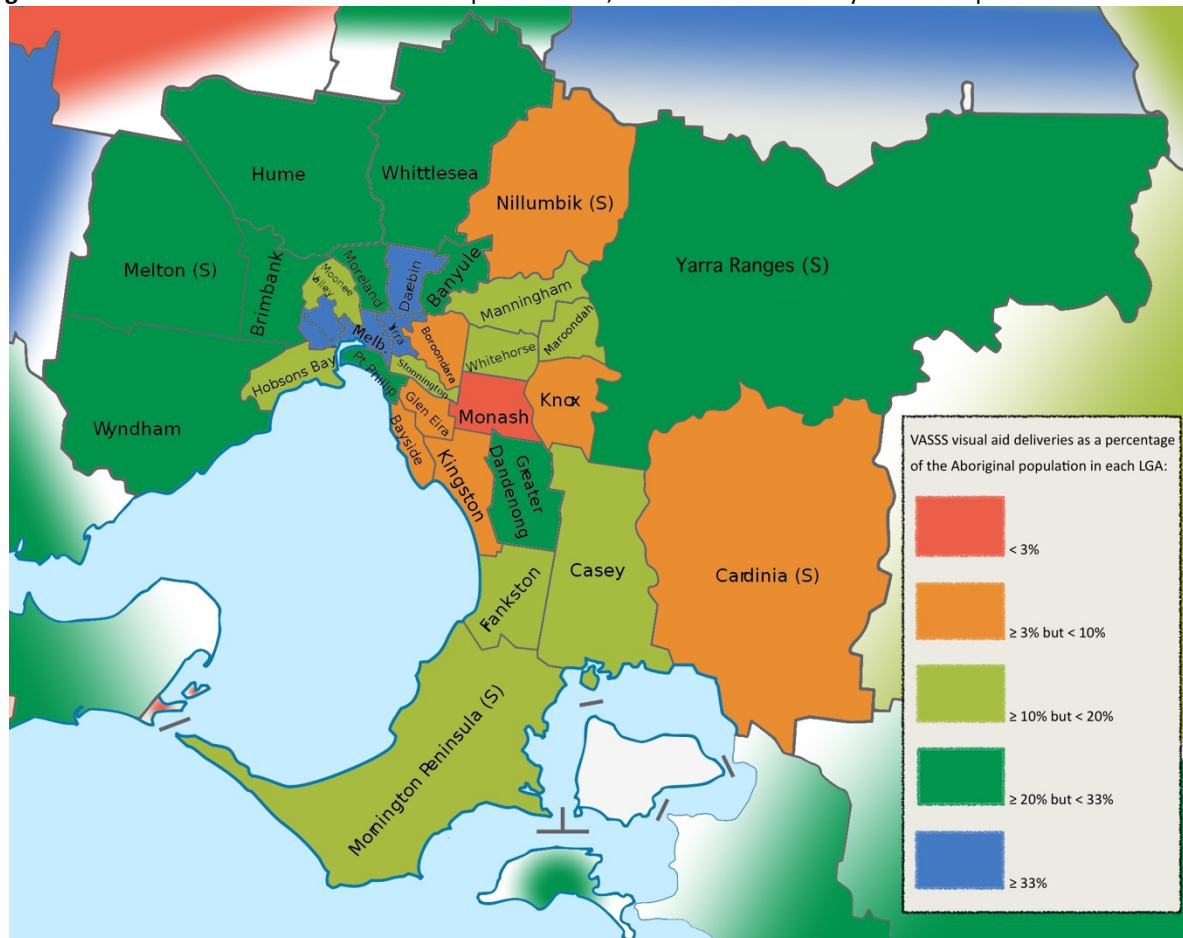 Hume
Whittlesea
Nillumbik (S)
Melton (S)
Yarra Ranges (S)
Brimbank
Moonee
Valley
Moreland
Darebin
Banyule
Manningham
Maroondah
Melb.
Boroondara
Whitehorse
Hobsons Bay
Pt Phillip
Stonnington
Wyndham
Glen Eira
Monash
Knox
Bayside
Kingston
Greater
Dandenong
Frankston
Casey
Cardinia (S)
Mornington Peninsula (S)
VASSS visual aid deliveries as a percentage
of the Aboriginal population in each LGA:
< 3%
≥ 3% but < 10%
≥ 10% but < 20%
≥ 20% but < 33%
≥ 33%